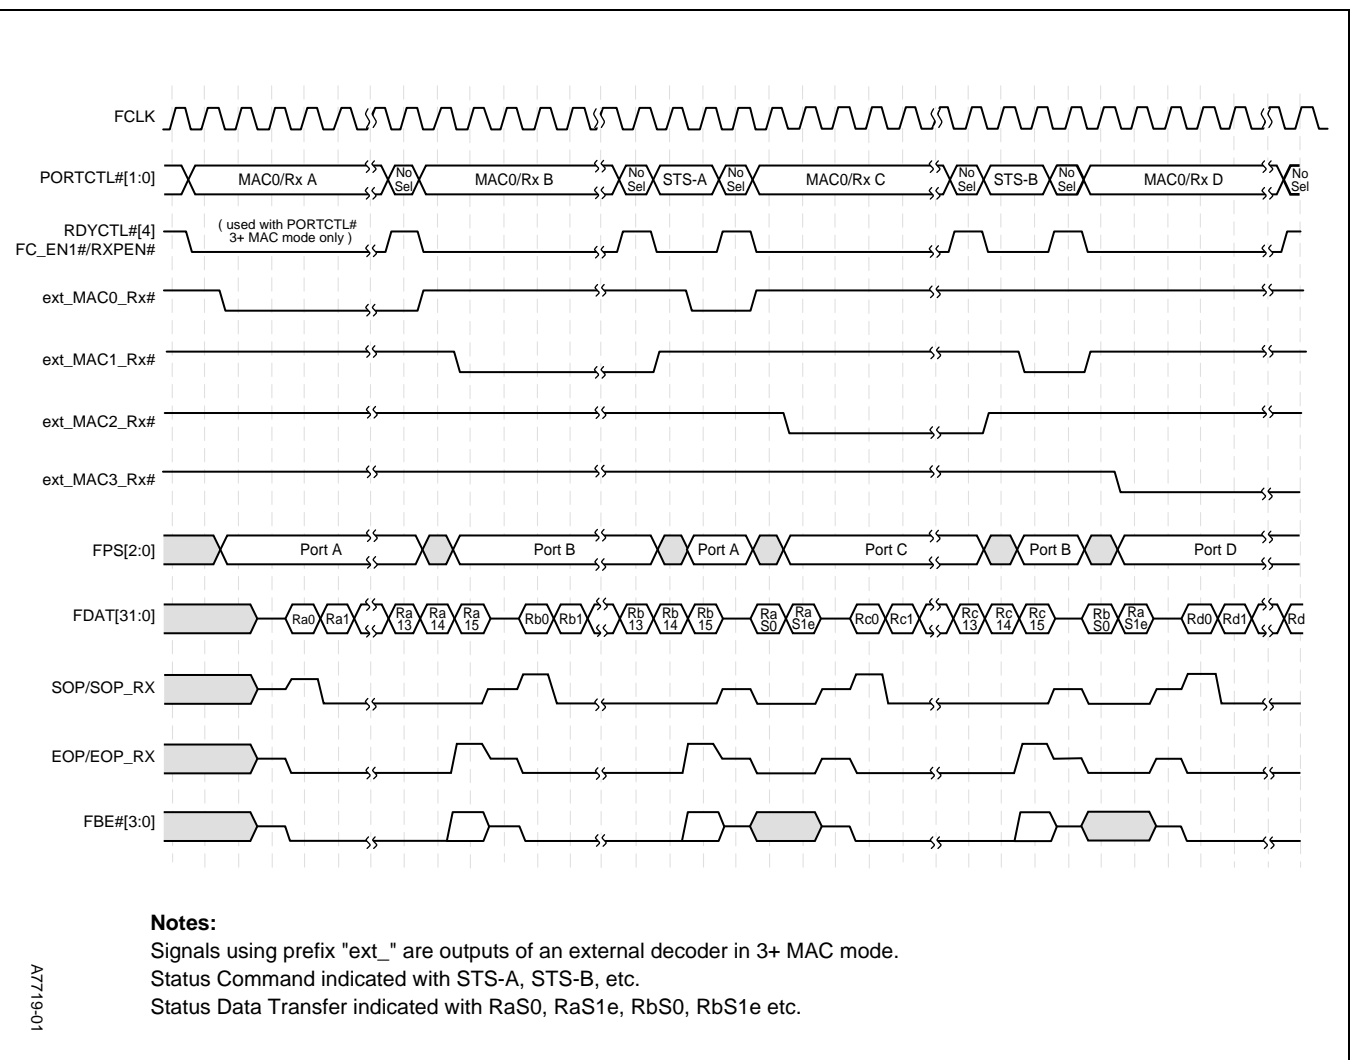 FCLK
PORTCTL#[1:0] MAC0/Rx A No Sel MAC0/Rx B No Sel STS-A No Sel MAC0/Rx C No Sel STS-B No Sel MAC0/Rx D No Sel
RDYCTL#[4]
FC_EN1#/RXPEN#
( used with PORTCTL#
3+ MAC mode only )
ext_MAC0_Rx#
ext_MAC1_Rx#
ext_MAC2_Rx#
ext_MAC3_Rx#
FPS[2:0] Port A Port B Port A Port C Port B Port D
FDAT[31:0] Ra0 Ra1 Ra 13 Ra 14 Ra 15 Rb0 Rb1 Rb 13 Rb 14 Rb 15 Ra S0 Ra S1e Rc0 Rc1 Rc 13 Rc 14 Rc 15 Rb S0 Ra S1e Rd0 Rd1 Rd
SOP/SOP_RX
EOP/EOP_RX
FBE#[3:0]
Notes:
Signals using prefix "ext_" are outputs of an external decoder in 3+ MAC mode.
Status Command indicated with STS-A, STS-B, etc.
Status Data Transfer indicated with RaS0, RaS1e, RbS0, RbS1e etc.
A7719-01